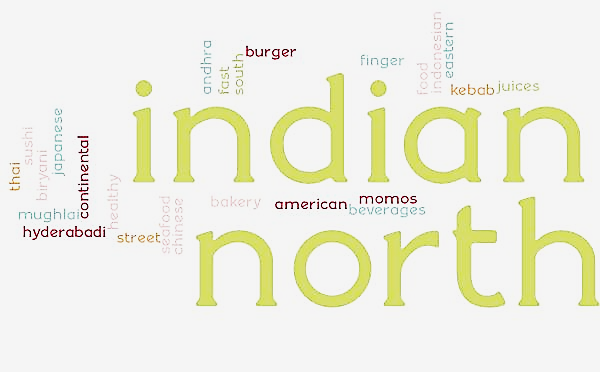 burger
andhra
fast
south
finger
food
indonesian
eastern
kebab
juices
indian
thai
sushi
biryani
japanese
continental
healthy
mughlai
hyderabadi
street
seafood
chinese
bakery
american
momos
beverages
north